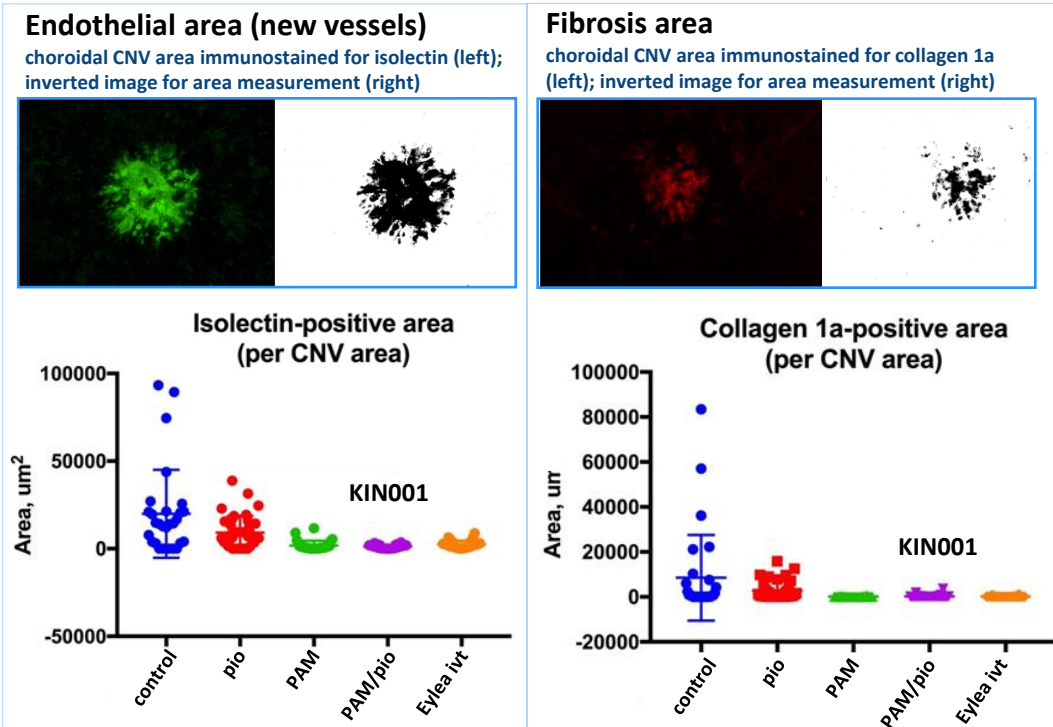 Endothelial area (new vessels)
choroidal CNV area immunostained for isolectin (left);
inverted image for area measurement (right)
Isolectin-positive area
(per CNV area)
100000
50000
0
-50000
Area, um²
KIN001
control
pio
PAM
PAM/pio
Eylea ivt
Fibrosis area
choroidal CNV area immunostained for collagen 1a
(left); inverted image for area measurement (right)
Collagen 1a-positive area
(per CNV area)
100000
80000
60000
40000
20000
0
-20000
Area, um
KIN001
control
pio
PAM
PAM/pio
Eylea ivt